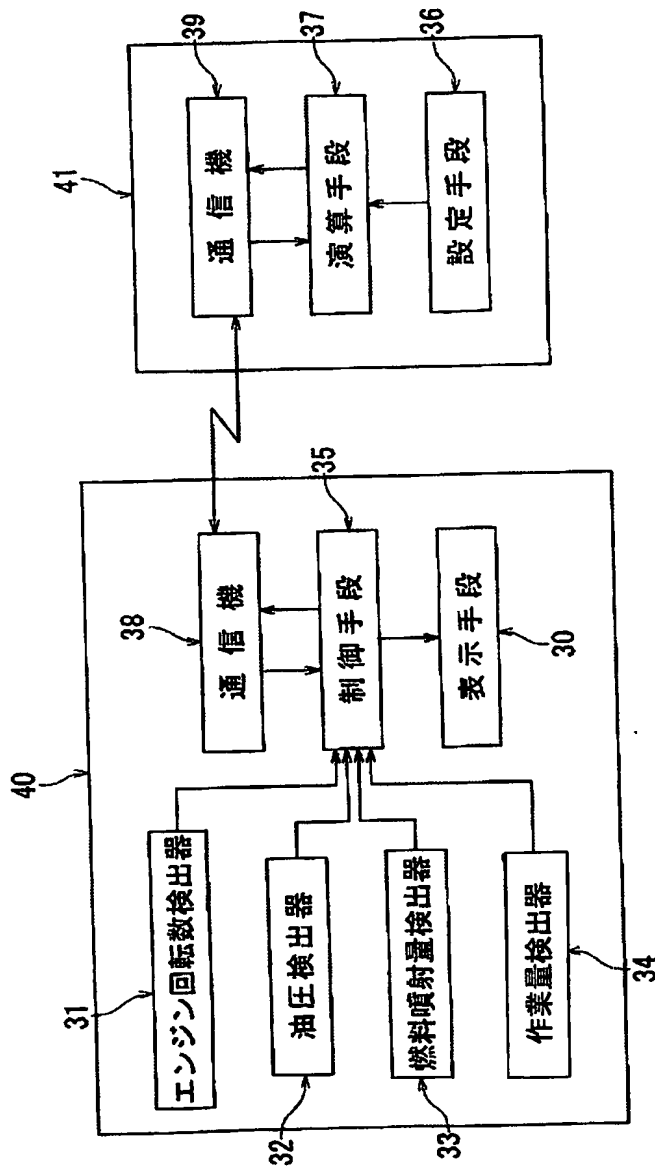 40
31
エンジン回転数検出器
32
油圧検出器
33
燃料噴射量検出器
34
作業量検出器
38
通信機
35
制御手段
30
表示手段
41
39
通信機
37
演算手段
36
設定手段